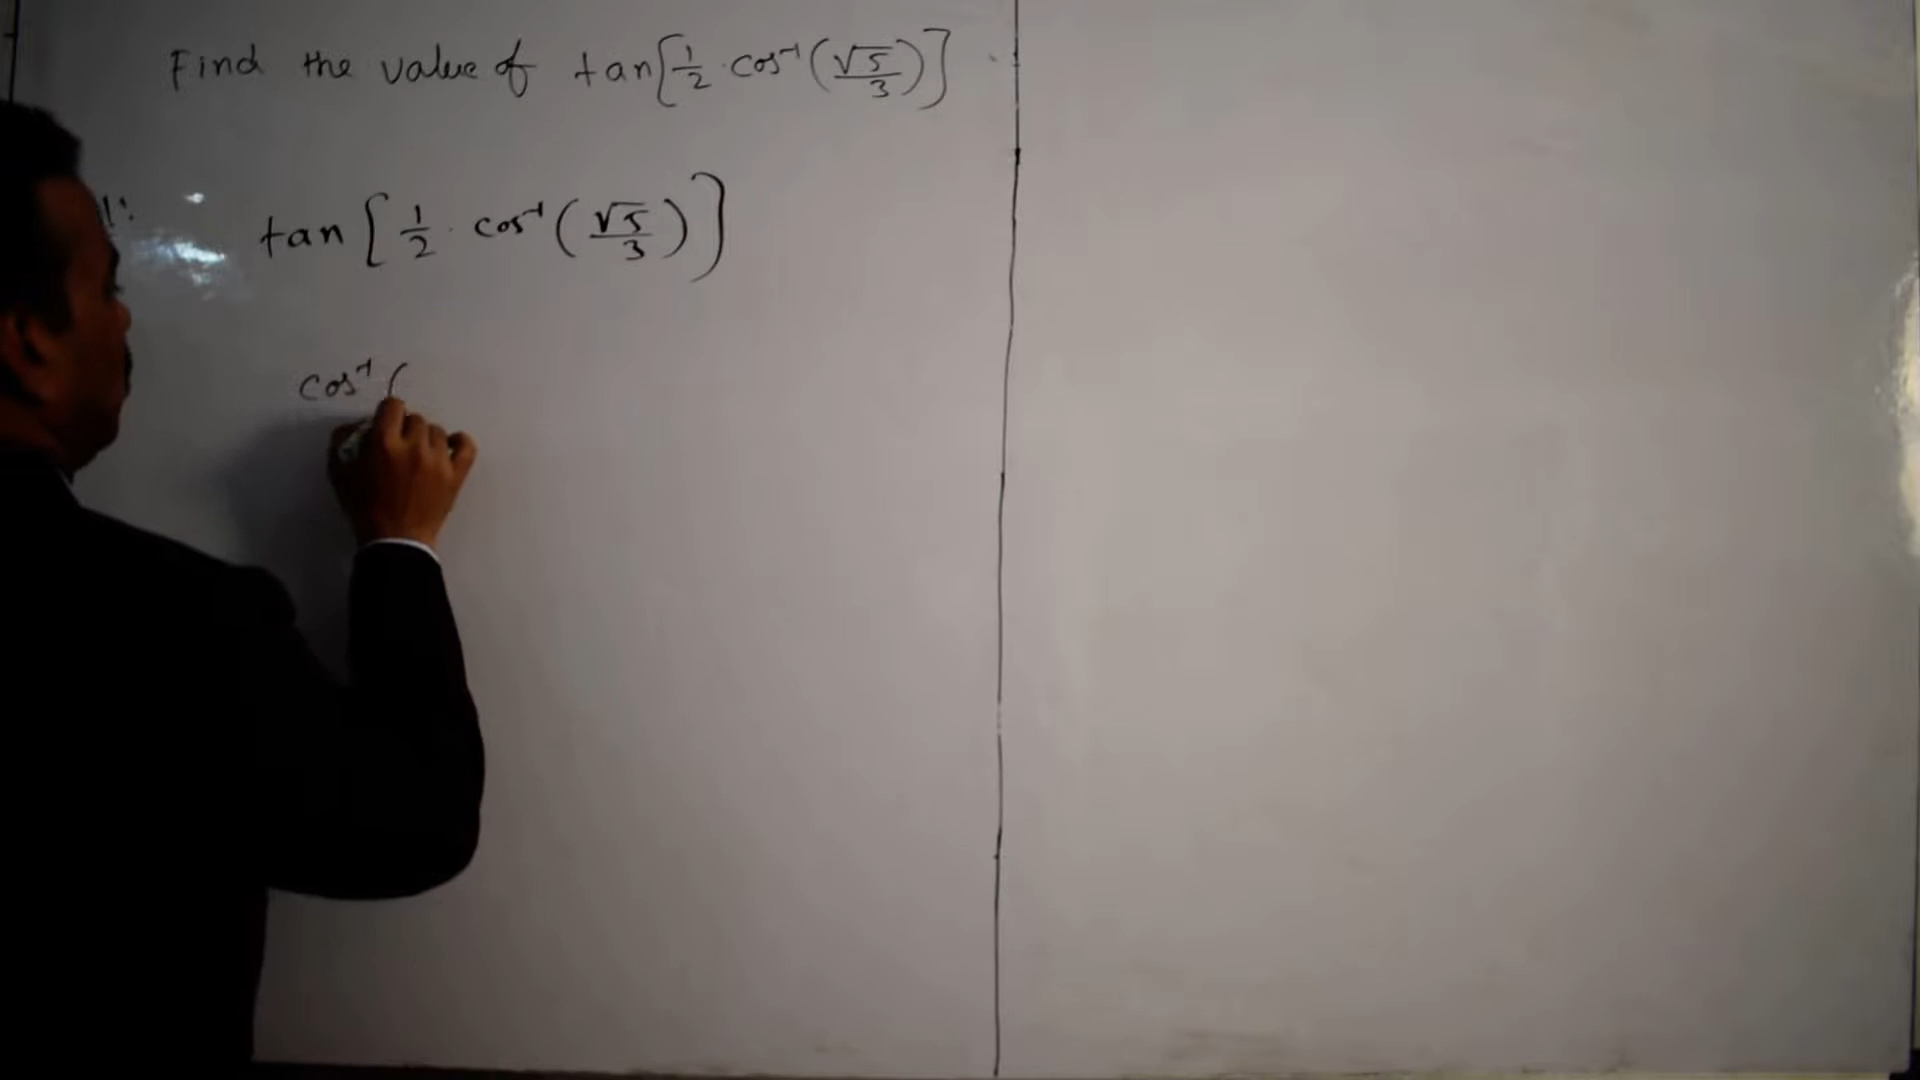 Find the value of tan[1/2 · cos⁻¹(√5/3)]
tan [1/2 · cos⁻¹(√5/3)]
cos⁻¹(